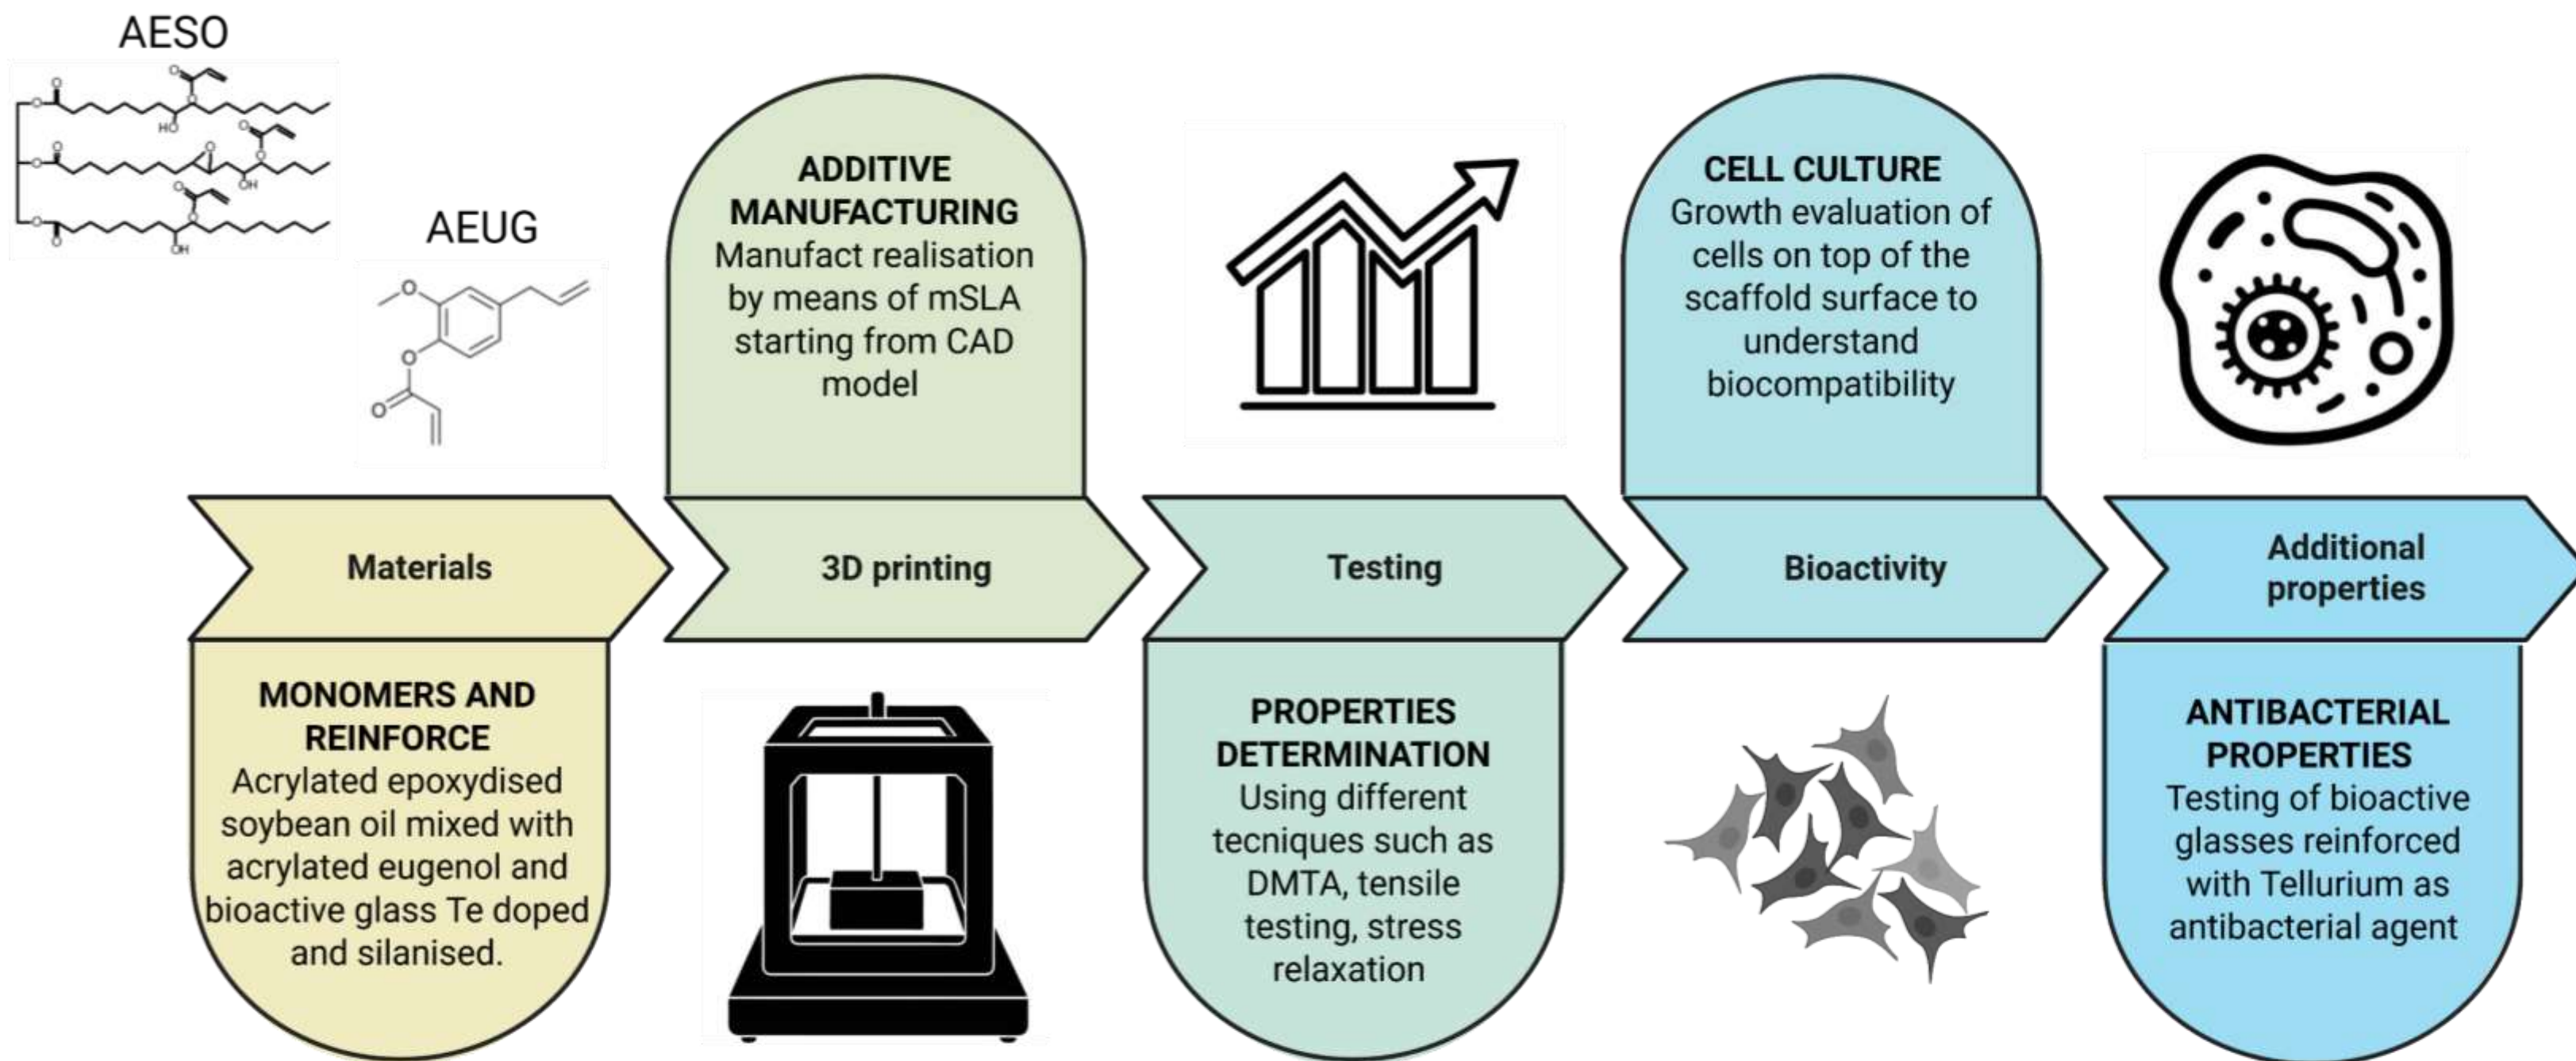 AESO
AEUG
ADDITIVE
MANUFACTURING
Manufact realisation
by means of mSLA
starting from CAD
model
CELL CULTURE
Growth evaluation of
cells on top of the
scaffold surface to
understand
biocompatibility
Materials
3D printing
Testing
Bioactivity
Additional
properties
MONOMERS AND
REINFORCE
Acrylated epoxydised
soybean oil mixed with
acrylated eugenol and
bioactive glass Te doped
and silanised.
PROPERTIES
DETERMINATION
Using different
tecniques such as
DMTA, tensile
testing, stress
relaxation
ANTIBACTERIAL
PROPERTIES
Testing of bioactive
glasses reinforced
with Tellurium as
antibacterial agent